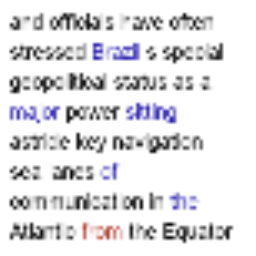 and officials have often
stressed Brazil s special
geopolitical status as a
major power sitting
astride key navigation
sea lanes of
communication in the
Atlantic from the Equator